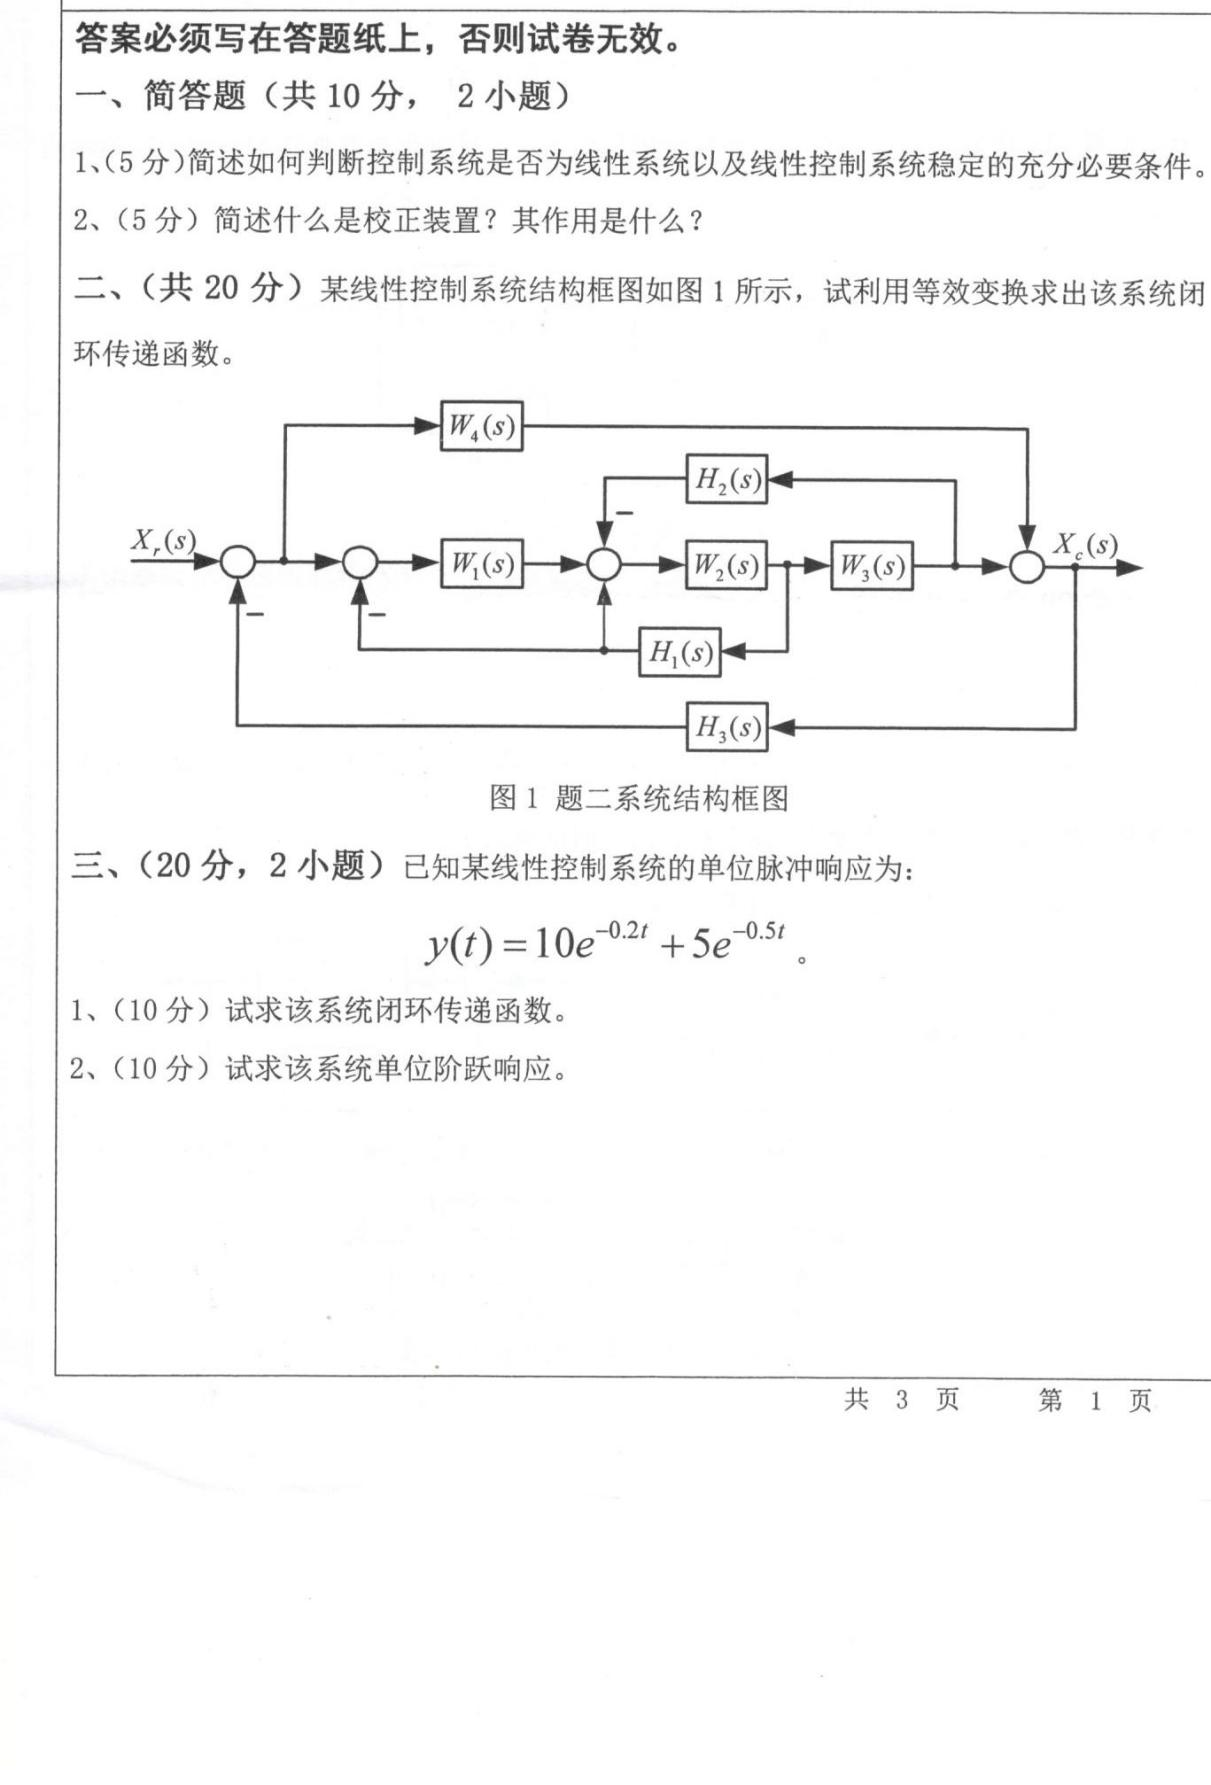 答案必须写在答题纸上，否则试卷无效。
一、简答题（共 10 分， 2 小题）
1、（5 分）简述如何判断控制系统是否为线性系统以及线性控制系统稳定的充分必要条件。
2、（5 分）简述什么是校正装置？其作用是什么？
二、（共 20 分）某线性控制系统结构框图如图 1 所示，试利用等效变换求出该系统闭
环传递函数。
W₄(s)
H₂(s)
−
Xᵣ(s) W₁(s) W₂(s) W₃(s) X_c(s)
− −
H₁(s)
H₃(s)
图 1 题二系统结构框图
三、（20 分，2 小题）已知某线性控制系统的单位脉冲响应为：
y(t) = 10e^{−0.2t} + 5e^{−0.5t} 。
1、（10 分）试求该系统闭环传递函数。
2、（10 分）试求该系统单位阶跃响应。
共 3 页 第 1 页